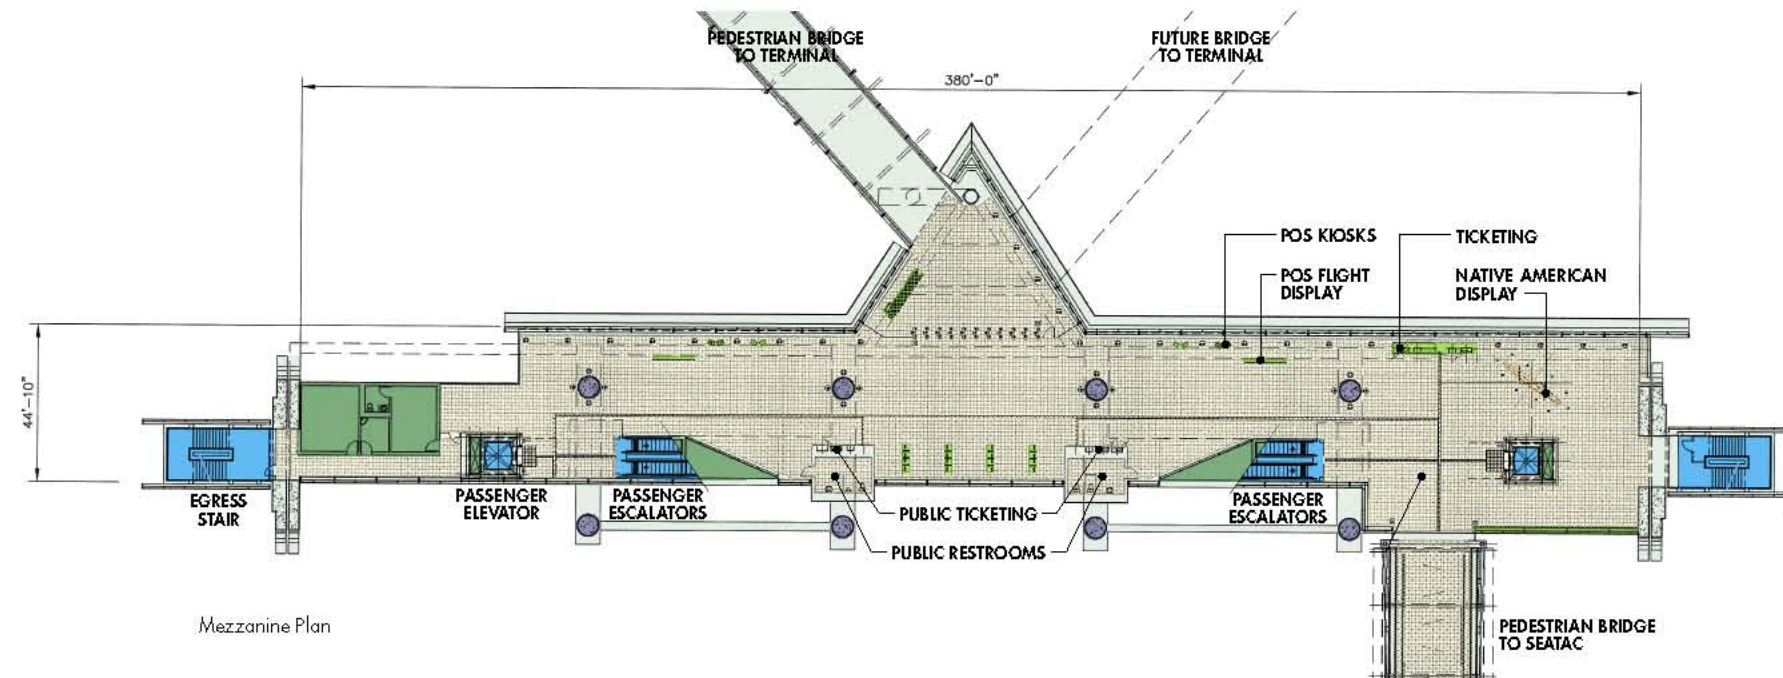 PEDESTRIAN BRIDGE
TO TERMINAL
FUTURE BRIDGE
TO TERMINAL
380'-0"
POS KIOSKS
TICKETING
POS FLIGHT
DISPLAY
NATIVE AMERICAN
DISPLAY
44'-10"
EGRESS
STAIR
PASSENGER
ELEVATOR
PASSENGER
ESCALATORS
PUBLIC TICKETING
PUBLIC RESTROOMS
PASSENGER
ESCALATORS
Mezzanine Plan
PEDESTRIAN BRIDGE
TO SEATAC